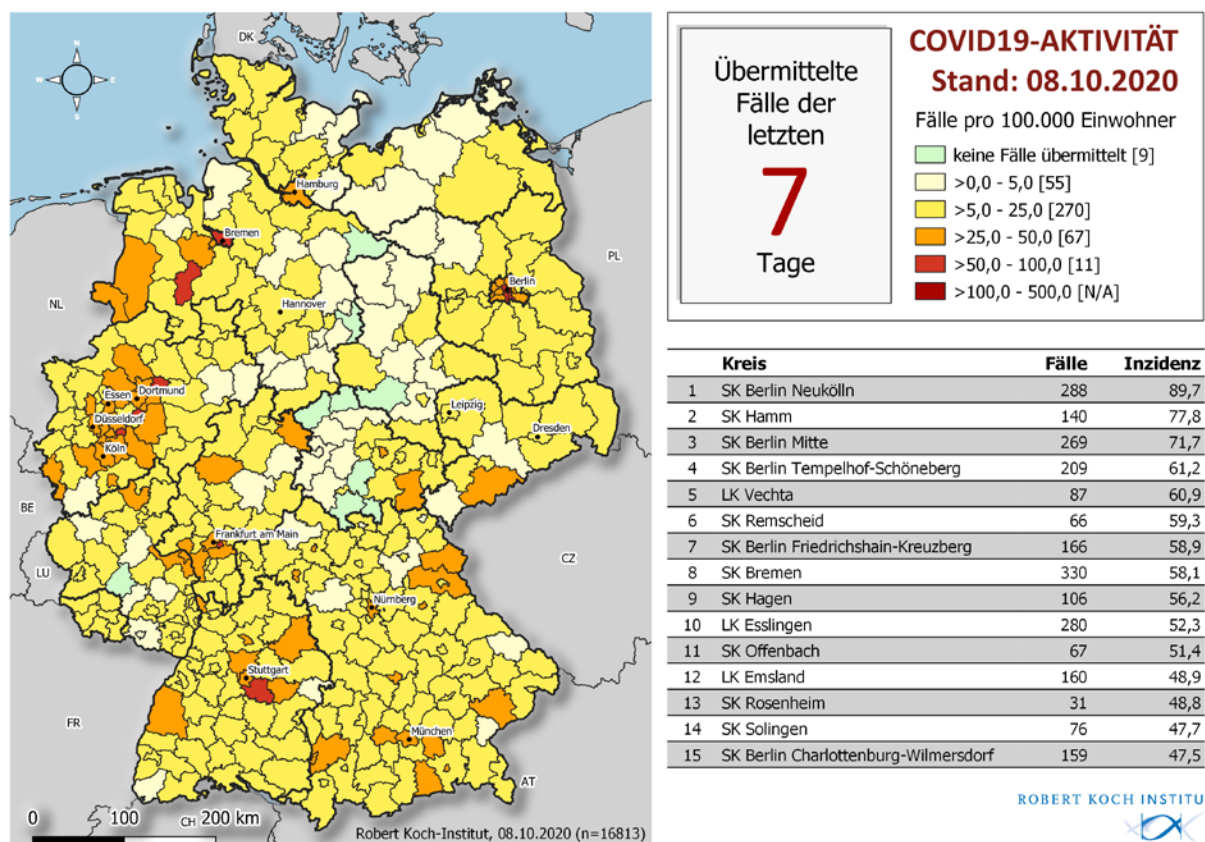 DK
N
W E
S
Hamburg
Bremen
Berlin
PL
NL
Hannover
Essen
Dortmund
Düsseldorf
Köln
Leipzig
Dresden
BE
Frankfurt am Main
LU
CZ
Nürnberg
Stuttgart
FR
München
AT
0 100 200 km
CH
Robert Koch-Institut, 08.10.2020 (n=16813)
Übermittelte
Fälle der
letzten
7
Tage
COVID19-AKTIVITÄT
Stand: 08.10.2020
Fälle pro 100.000 Einwohner
keine Fälle übermittelt [9]
>0,0 - 5,0 [55]
>5,0 - 25,0 [270]
>25,0 - 50,0 [67]
>50,0 - 100,0 [11]
>100,0 - 500,0 [N/A]
Kreis Fälle Inzidenz
1 SK Berlin Neukölln 288 89,7
2 SK Hamm 140 77,8
3 SK Berlin Mitte 269 71,7
4 SK Berlin Tempelhof-Schöneberg 209 61,2
5 LK Vechta 87 60,9
6 SK Remscheid 66 59,3
7 SK Berlin Friedrichshain-Kreuzberg 166 58,9
8 SK Bremen 330 58,1
9 SK Hagen 106 56,2
10 LK Esslingen 280 52,3
11 SK Offenbach 67 51,4
12 LK Emsland 160 48,9
13 SK Rosenheim 31 48,8
14 SK Solingen 76 47,7
15 SK Berlin Charlottenburg-Wilmersdorf 159 47,5
ROBERT KOCH INSTITU